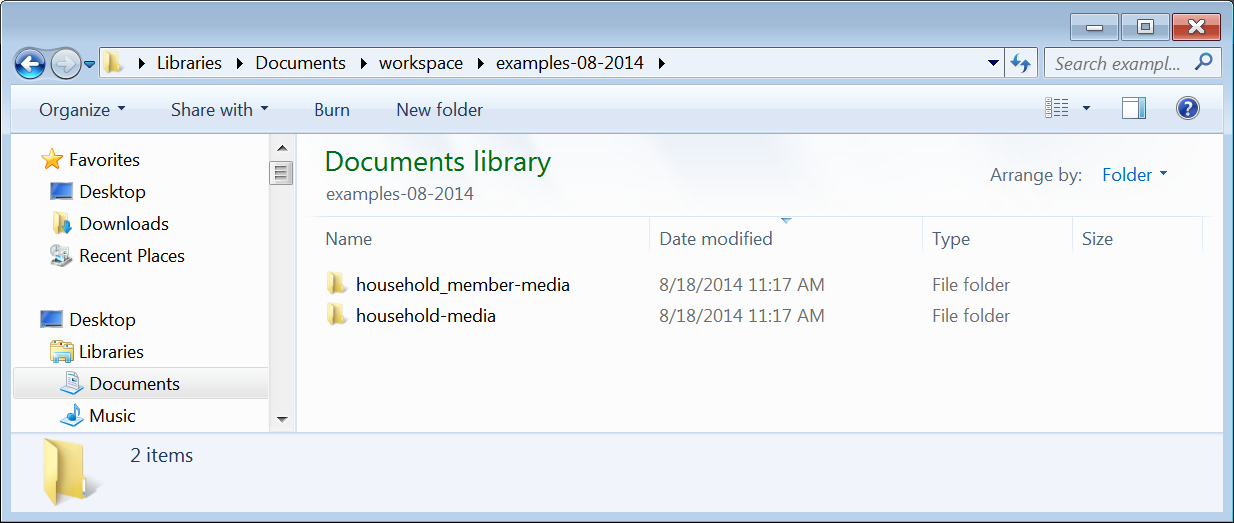 Libraries Documents workspace examples-08-2014 Search exampl...
Organize Share with Burn New folder
Favorites
Desktop
Downloads
Recent Places
Desktop
Libraries
Documents
Music
Documents library
examples-08-2014
Arrange by: Folder
Name Date modified Type Size
household_member-media 8/18/2014 11:17 AM File folder
household-media 8/18/2014 11:17 AM File folder
2 items